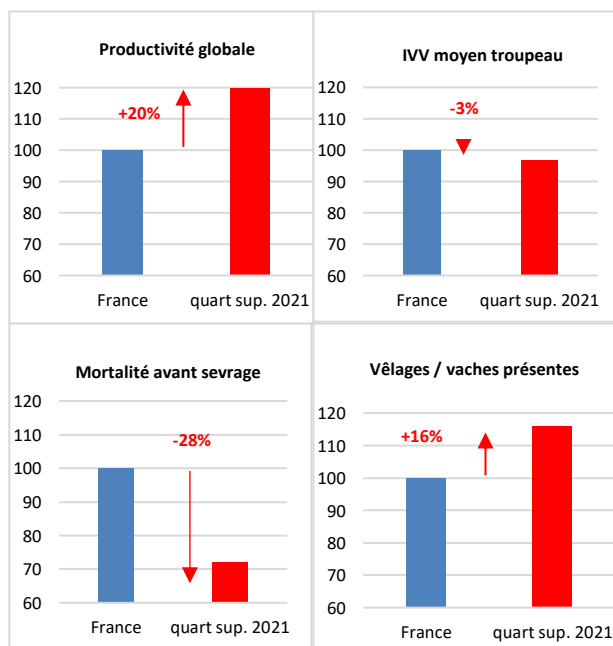 Productivité globale
120
110
100
90
80
70
60
+20%
France
quart sup. 2021
IVV moyen troupeau
120
110
100
90
80
70
60
-3%
France
quart sup. 2021
Mortalité avant sevrage
120
110
100
90
80
70
60
-28%
France
quart sup. 2021
Vêlages / vaches présentes
120
110
100
90
80
70
60
+16%
France
quart sup. 2021